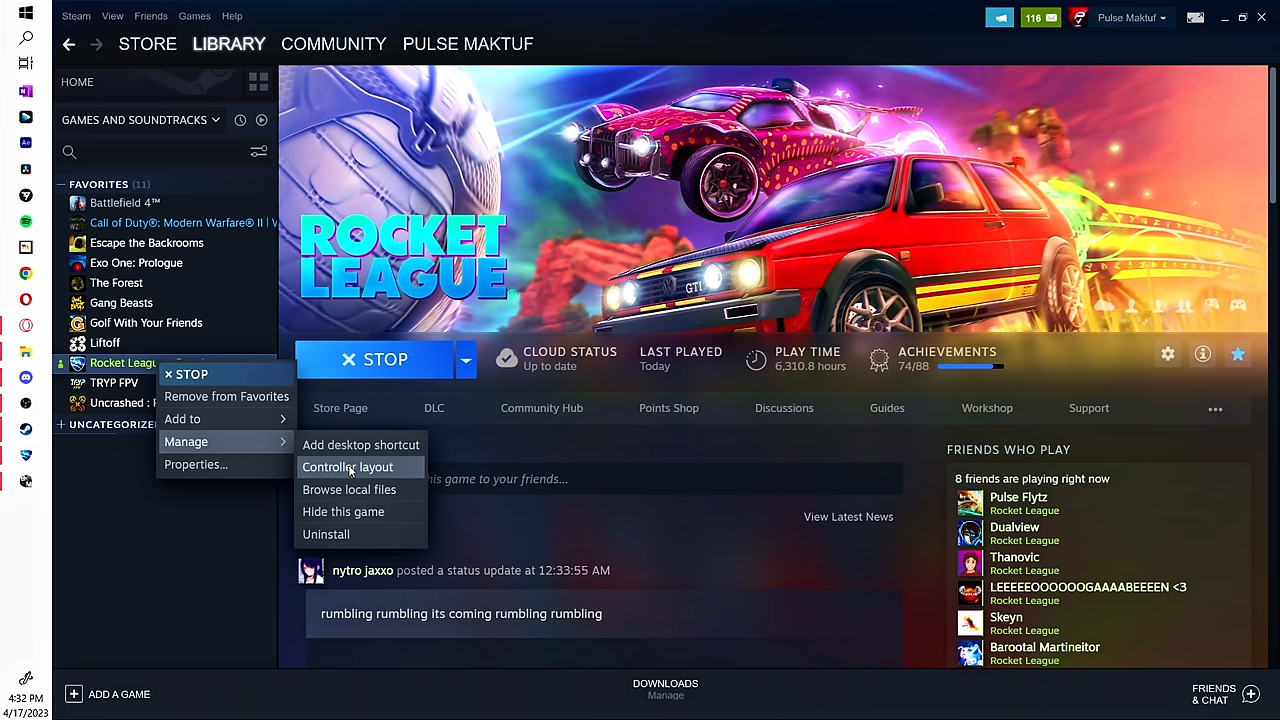 Steam View Friends Games Help
116 Pulse Maktuf
STORE LIBRARY COMMUNITY PULSE MAKTUF
HOME
GAMES AND SOUNDTRACKS
FAVORITES (11)
Battlefield 4™
Call of Duty®: Modern Warfare® II | W
Escape the Backrooms
Exo One: Prologue
The Forest
Gang Beasts
Golf With Your Friends
Liftoff
Rocket Leag
TRYP FPV
Uncrashed :
UNCATEGORIZE
ROCKET
LEAGUE®
GTI
STOP
CLOUD STATUS
Up to date
LAST PLAYED
Today
PLAY TIME
6,310.8 hours
ACHIEVEMENTS
74/88
Store Page DLC Community Hub Points Shop Discussions Guides Workshop Support
× STOP
Remove from Favorites
Add to
Manage
Properties...
Add desktop shortcut
Controller layout
Browse local files
Hide this game
Uninstall
his game to your friends...
View Latest News
nytro jaxxo posted a status update at 12:33:55 AM
rumbling rumbling its coming rumbling rumbling
FRIENDS WHO PLAY
8 friends are playing right now
Pulse Flytz
Rocket League
Dualview
Rocket League
Thanovic
Rocket League
LEEEEEOOOOOOGAAAABEEEEN <3
Rocket League
Skeyn
Rocket League
Barootal Martineitor
Rocket League
ADD A GAME
DOWNLOADS
Manage
FRIENDS
& CHAT
4:32 PM
4/17/2023